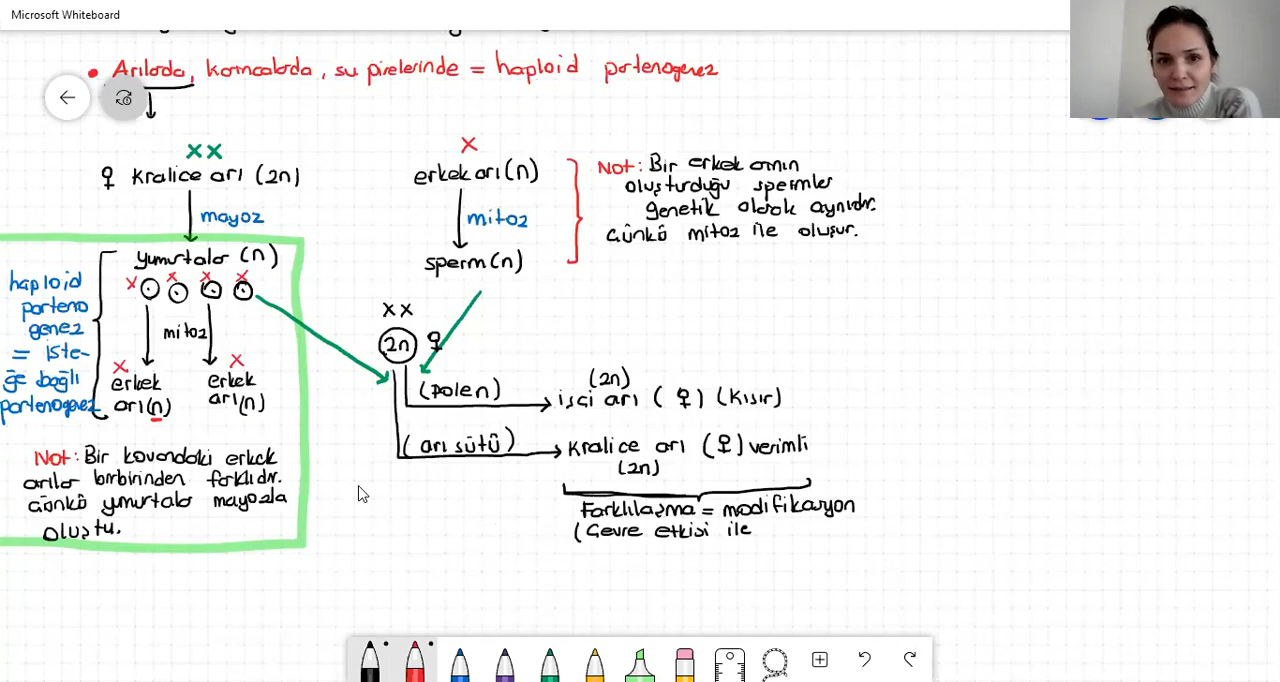 Microsoft Whiteboard
• Arılarda, karıncalarda, su pirelerinde = haploid partenogenez
XX
♀ kraliçe arı (2n)
mayoz
yumurtalar (n)
X X X X
mitoz
X X
erkek arı(n)
erkek arı(n)
haploid
parteno
genez
= iste-
ğe bağlı
partenogenez
Not: Bir kovandaki erkek
arılar birbirinden farklıdır.
Çünkü yumurtalar mayozla
oluştu.
X
erkek arı(n)
mitoz
sperm(n)
Not: Bir erkek arının
oluşturduğu spermler
genetik olarak aynıdır.
Çünkü mitoz ile oluşur.
XX
2n ♀
(Polen)
(2n)
işçi arı (♀) (kısır)
(arı sütü)
kraliçe arı (♀) verimli
(2n)
Farklılaşma = modifikasyon
(Çevre etkisi ile